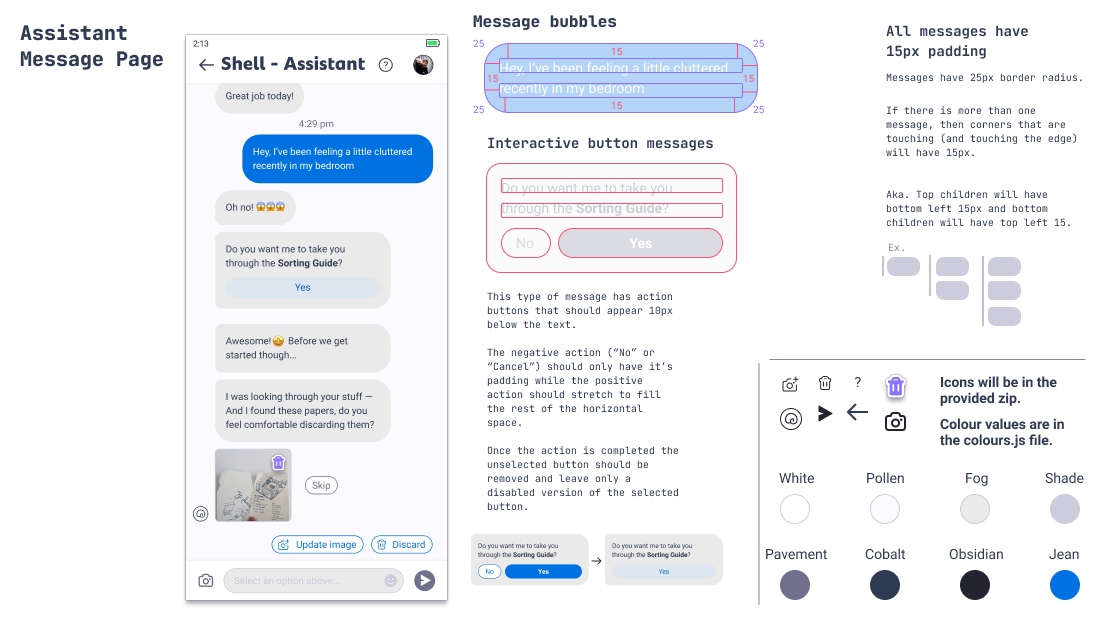 Assistant
Message Page
2:13
Shell - Assistant
?
Great job today!
4:29 pm
Hey, I've been feeling a little cluttered
recently in my bedroom
Oh no! 😱😱😱
Do you want me to take you
through the Sorting Guide?
Yes
Awesome!🤩 Before we get
started though...
I was looking through your stuff —
And I found these papers, do you
feel comfortable discarding them?
Skip
Update image
Discard
Select an option above...
Message bubbles
25
25
15
Hey, I've been feeling a little cluttered
15
15
recently in my bedroom
15
25
25
Interactive button messages
Do you want me to take you
through the Sorting Guide?
No
Yes
This type of message has action
buttons that should appear 10px
below the text.
The negative action (“No” or
“Cancel”) should only have it’s
padding while the positive
action should stretch to fill
the rest of the horizontal
space.
Once the action is completed the
unselected button should be
removed and leave only a
disabled version of the selected
button.
Do you want me to take you
through the Sorting Guide?
No
Yes
Do you want me to take you
through the Sorting Guide?
Yes
All messages have
15px padding
Messages have 25px border radius.
If there is more than one
message, then corners that are
touching (and touching the edge)
will have 15px.
Aka. Top children will have
bottom left 15px and bottom
children will have top left 15.
Ex.
?
Icons will be in the
provided zip.
Colour values are in
the colours.js file.
White
Pollen
Fog
Shade
Pavement
Cobalt
Obsidian
Jean